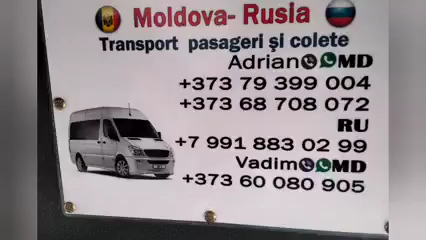 Moldova-Rusia
Transport pasageri și colete
Adrian MD
+373 79 399 004
+373 68 708 072
RU
+7 991 883 02 99
Vadim MD
+373 60 080 905